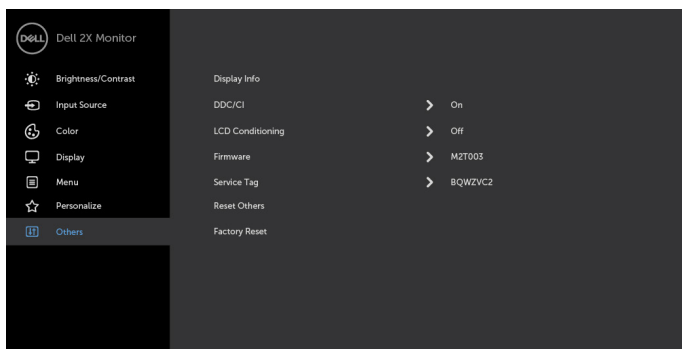 DELL Dell 2X Monitor
Brightness/Contrast Display Info
Input Source DDC/CI On
Color LCD Conditioning Off
Display Firmware M2T003
Menu Service Tag BQWZVC2
Personalize Reset Others
Others Factory Reset